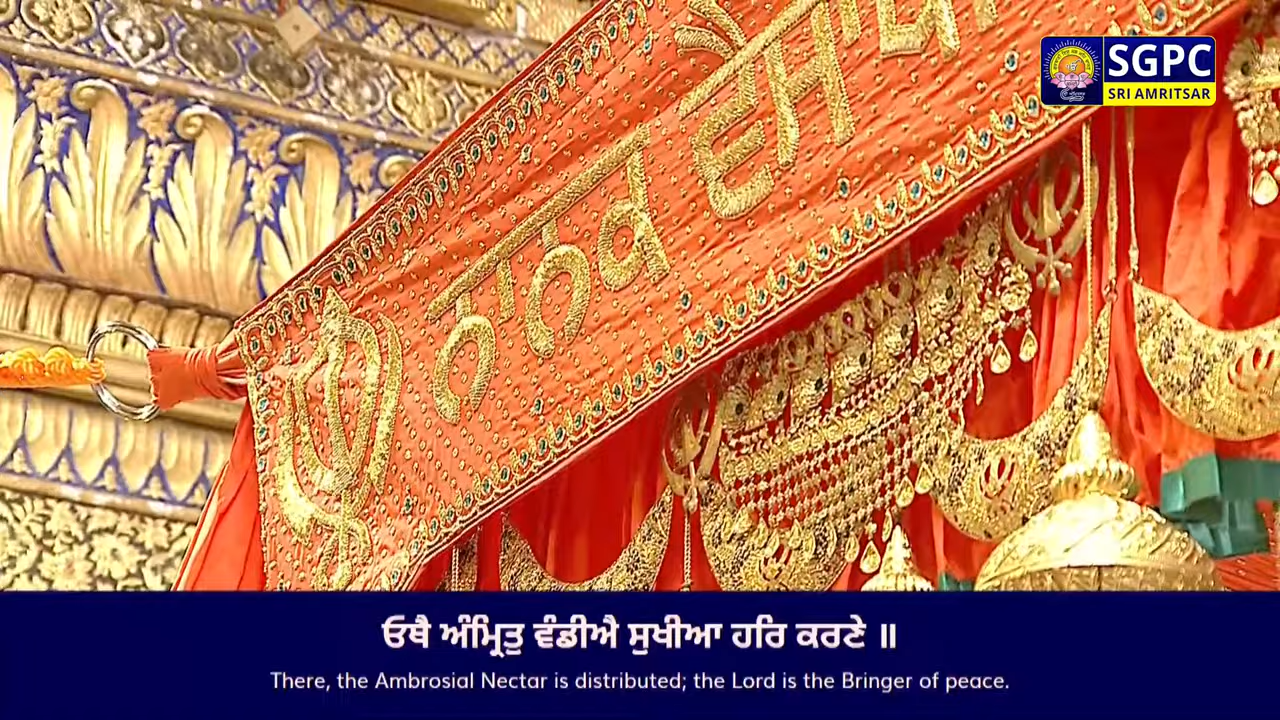 SGPC
SRI AMRITSAR
ਨਾਨਕ
ਓਥੈ ਅੰਮ੍ਰਿਤੁ ਵੰਡੀਐ ਸੁਖੀਆ ਹਰਿ ਕਰਣੇ ॥
There, the Ambrosial Nectar is distributed; the Lord is the Bringer of peace.